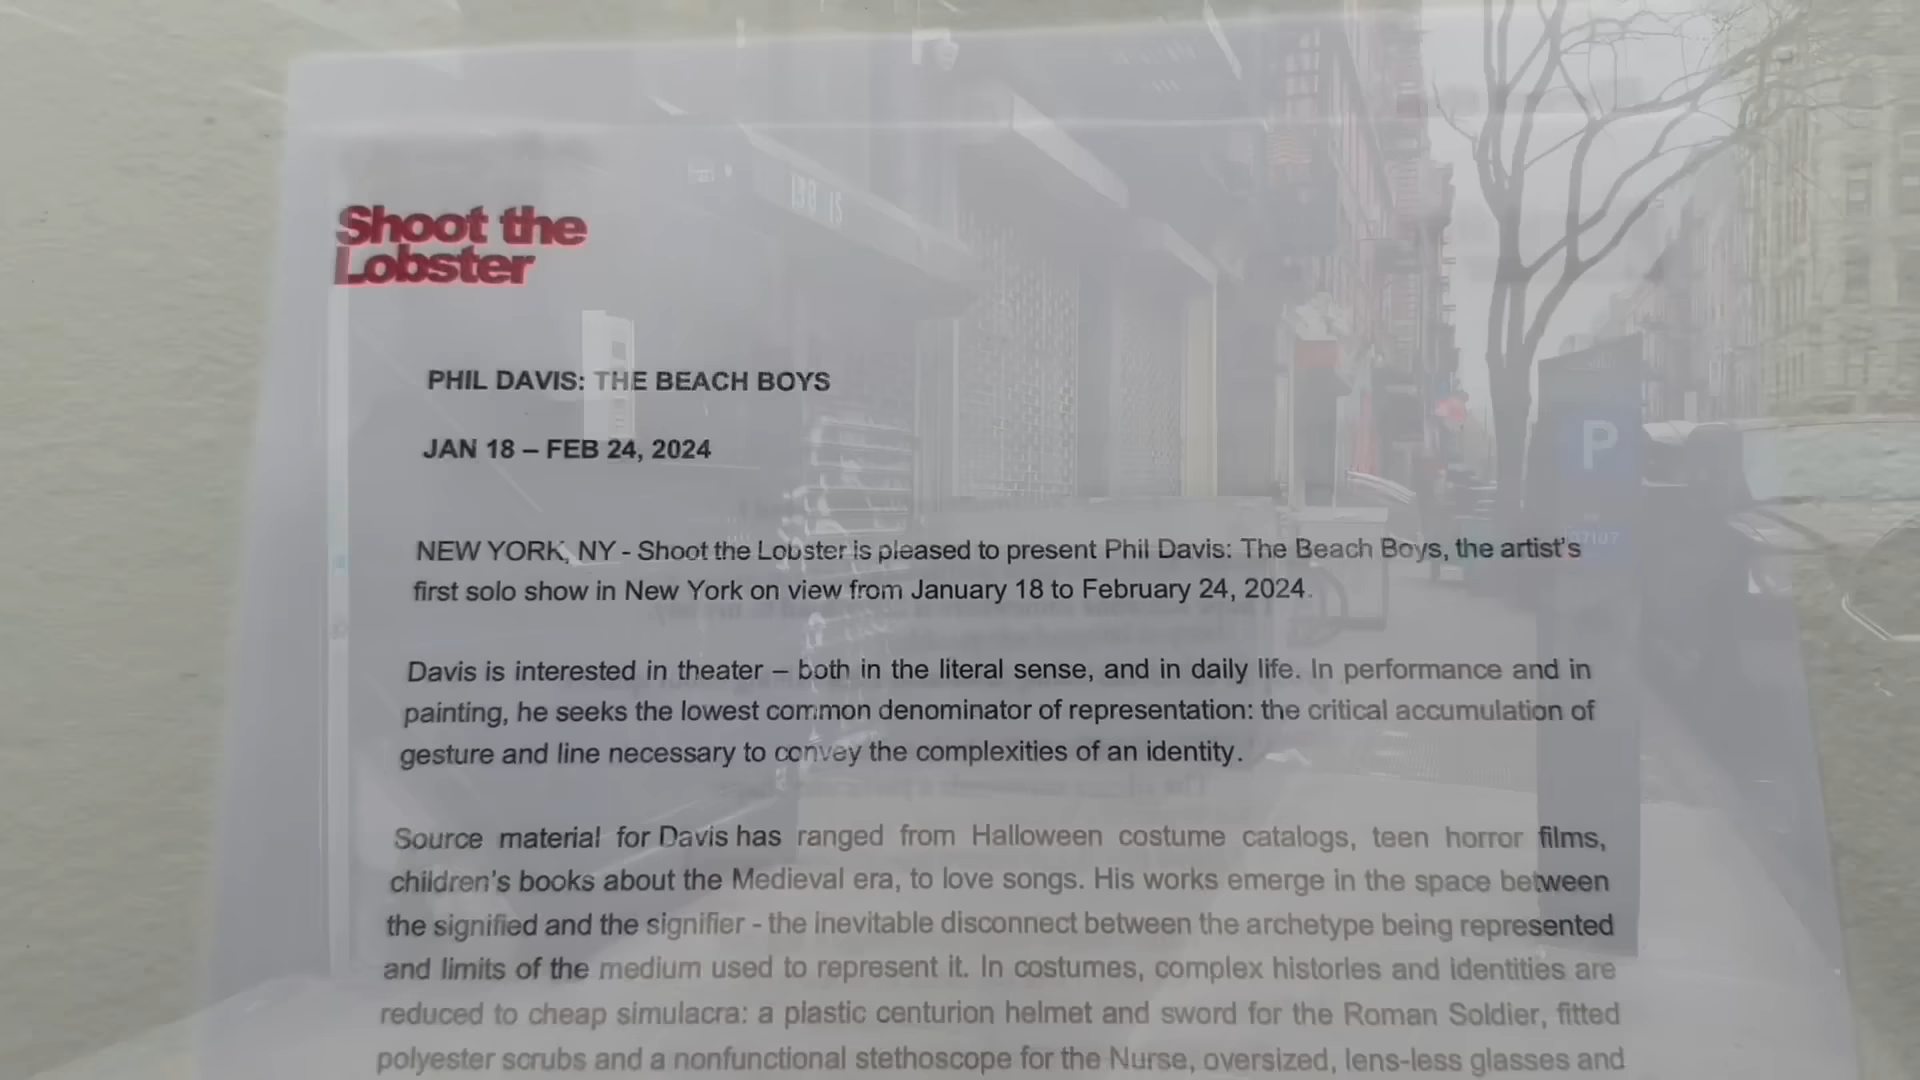 Shoot the
Lobster
PHIL DAVIS: THE BEACH BOYS
JAN 18 – FEB 24, 2024
NEW YORK, NY - Shoot the Lobster is pleased to present Phil Davis: The Beach Boys, the artist's
first solo show in New York on view from January 18 to February 24, 2024.
Davis is interested in theater – both in the literal sense, and in daily life. In performance and in
painting, he seeks the lowest common denominator of representation: the critical accumulation of
gesture and line necessary to convey the complexities of an identity.
Source material for Davis has ranged from Halloween costume catalogs, teen horror films,
children's books about the Medieval era, to love songs. His works emerge in the space between
the signified and the signifier - the inevitable disconnect between the archetype being represented
and limits of the medium used to represent it. In costumes, complex histories and identities are
reduced to cheap simulacra: a plastic centurion helmet and sword for the Roman Soldier, fitted
polyester scrubs and a nonfunctional stethoscope for the Nurse, oversized, lens-less glasses and
P